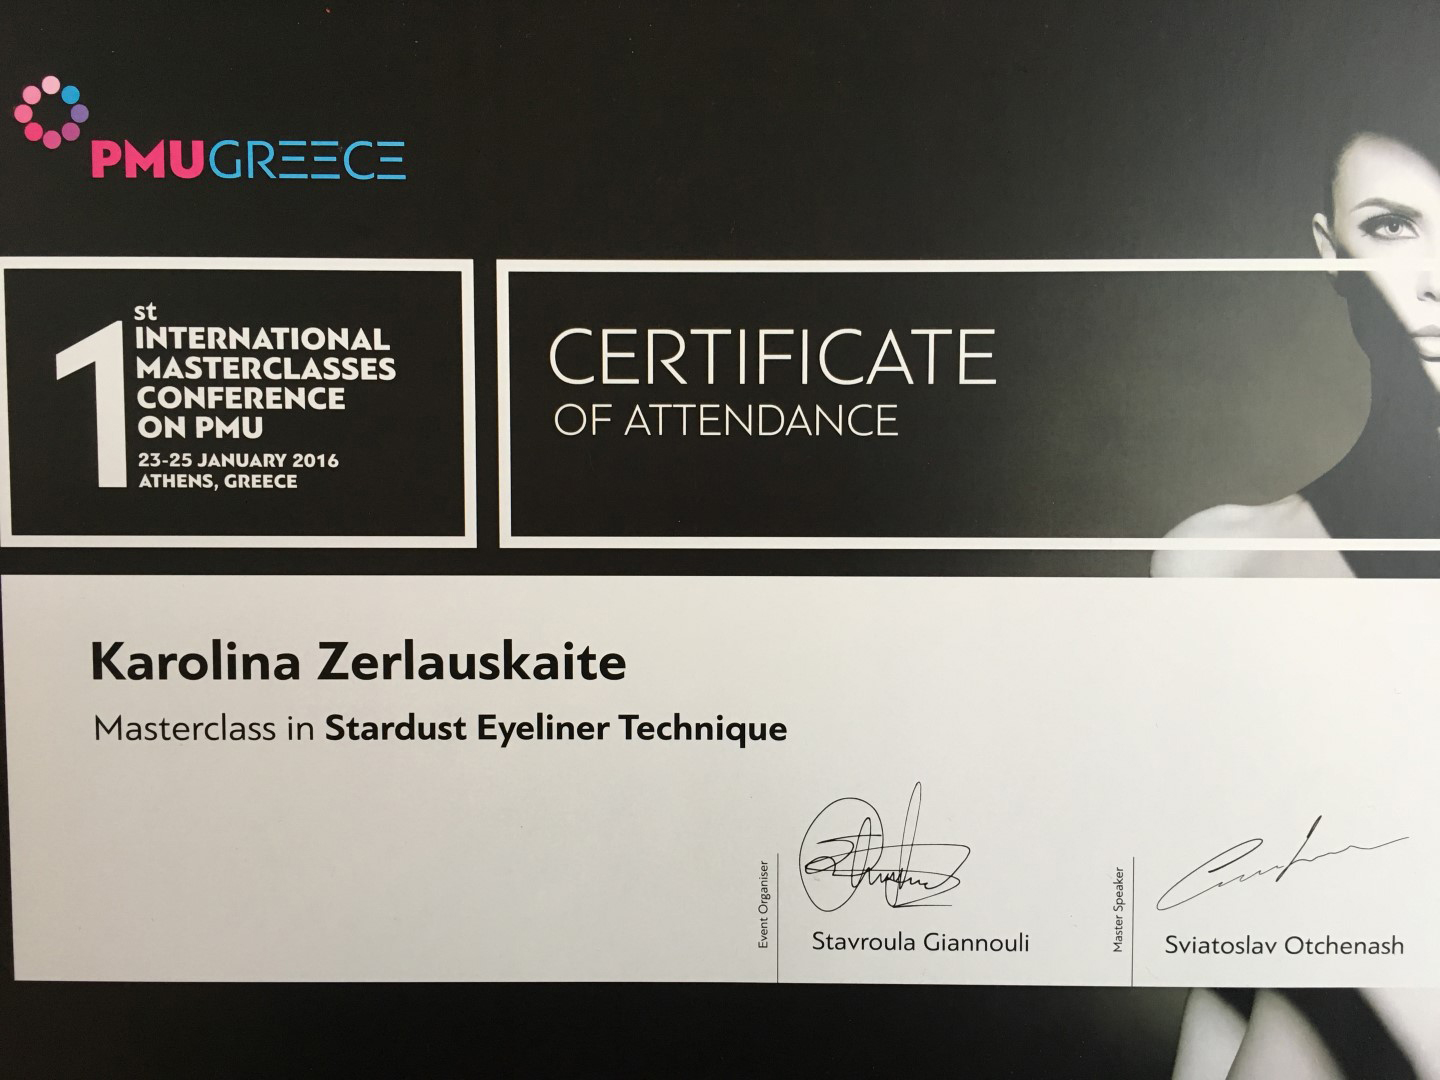 PMUGREECE
1st
INTERNATIONAL
MASTERCLASSES
CONFERENCE
ON PMU
23-25 JANUARY 2016
ATHENS, GREECE
CERTIFICATE
OF ATTENDANCE
Karolina Zerlauskaite
Masterclass in Stardust Eyeliner Technique
Event Organiser
Stavroula Giannouli
Master Speaker
Sviatoslav Otchenash